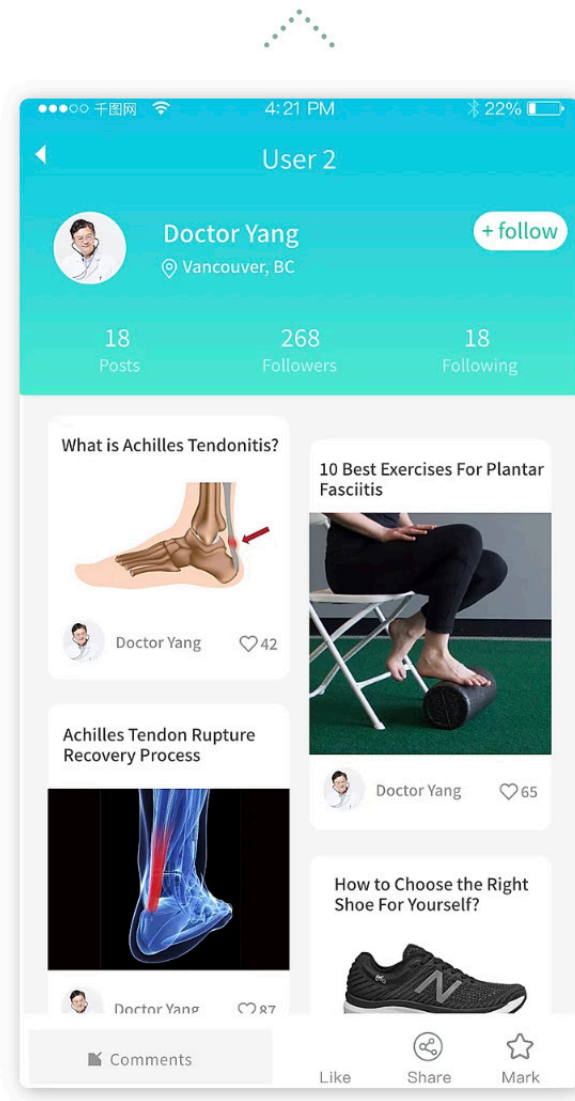 千图网
4:21 PM
22%
User 2
Doctor Yang
+ follow
Vancouver, BC
18
268
18
Posts
Followers
Following
What is Achilles Tendonitis?
Doctor Yang
42
10 Best Exercises For Plantar
Fasciitis
Doctor Yang
65
Achilles Tendon Rupture
Recovery Process
Doctor Yang
87
How to Choose the Right
Shoe For Yourself?
N
Comments
Like
Share
Mark